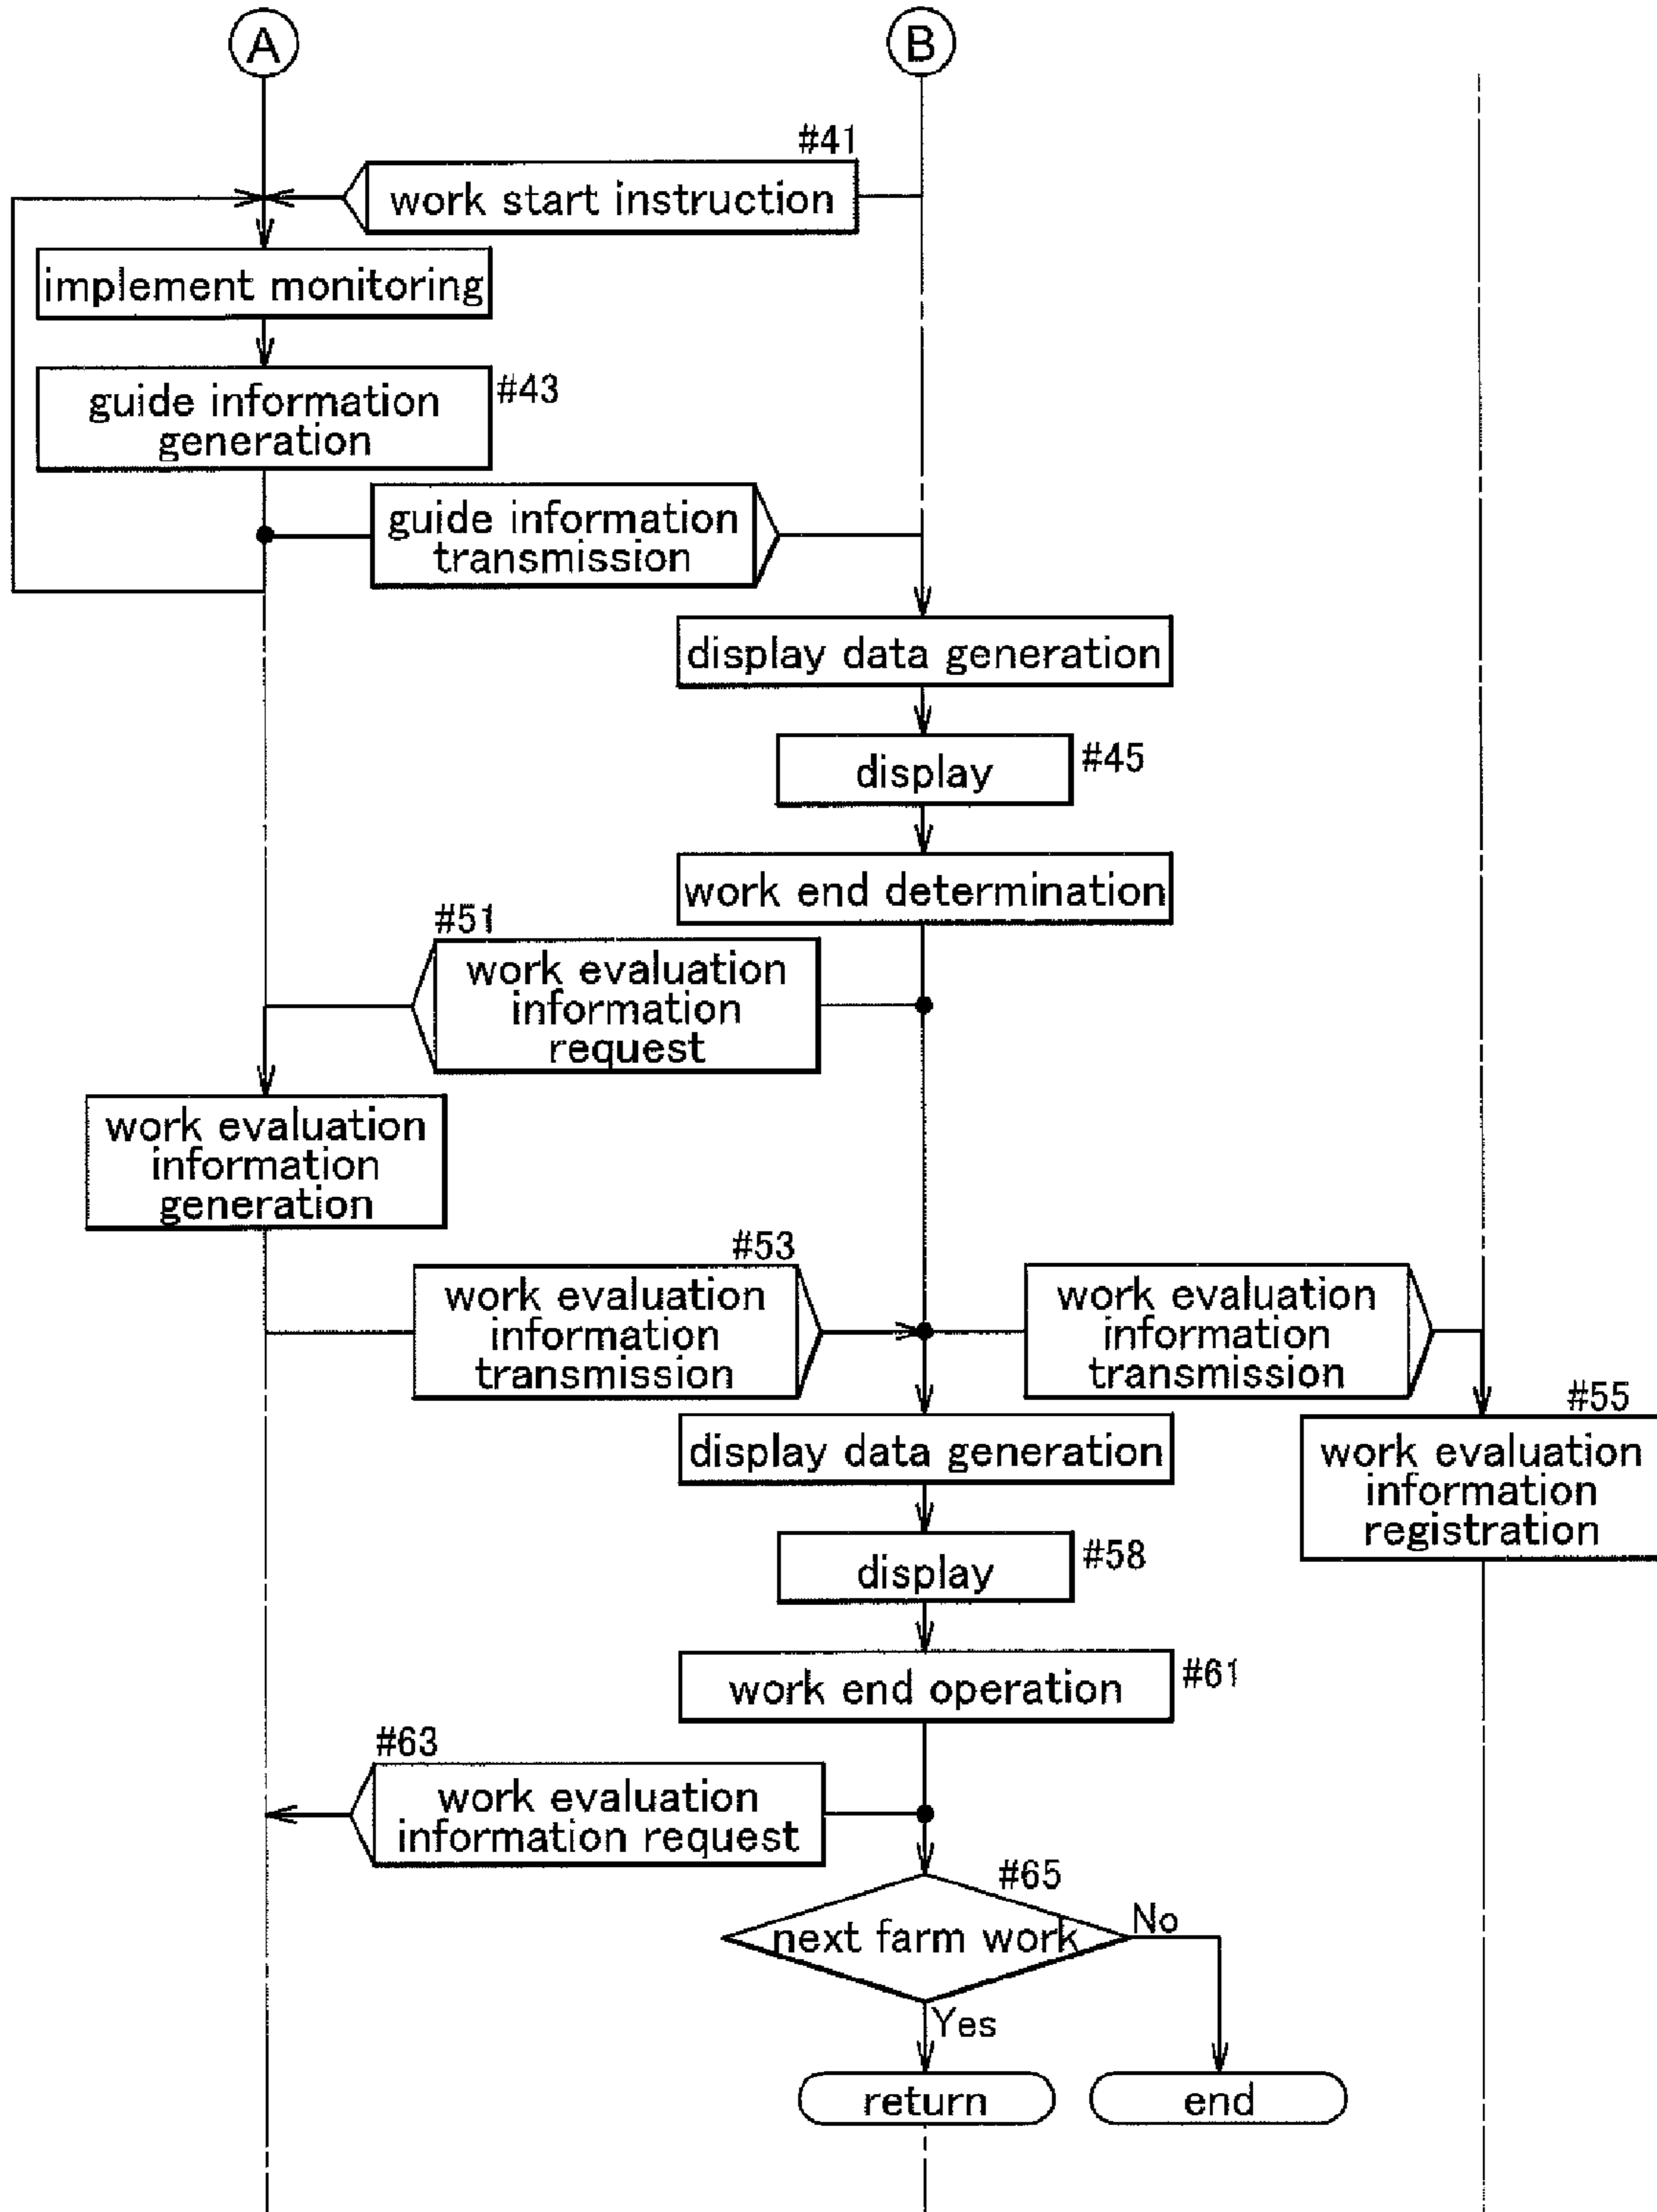 A
B
#41
work start instruction
implement monitoring
guide information
generation
#43
guide information
transmission
display data generation
display
#45
work end determination
#51
work evaluation
information
request
work evaluation
information
generation
#53
work evaluation
information
transmission
work evaluation
information
transmission
#55
work evaluation
information
registration
display data generation
display
#58
work end operation
#61
#63
work evaluation
information request
#65
next farm work
No
Yes
return
end